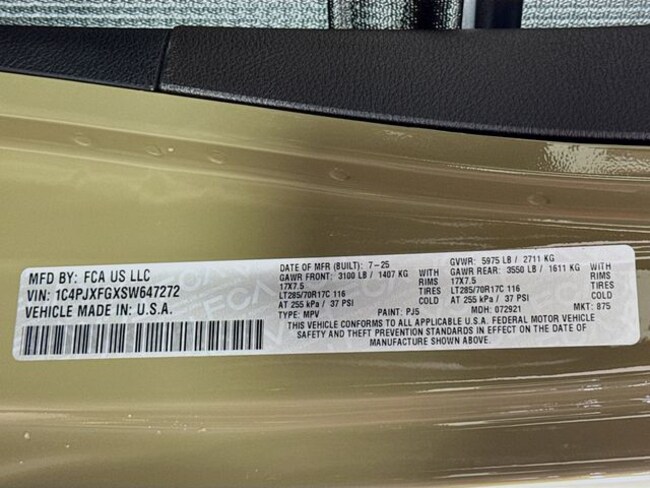 MFD BY: FCA US LLC
VIN: 1C4PJXFGXSW647272
VEHICLE MADE IN: U.S.A.
DATE OF MFR (BUILT): 7-25
GAWR FRONT: 3100 LB / 1407 KG WITH
17X7.5 RIMS
LT285/70R17C 116 TIRES
AT 255 kPa / 37 PSI COLD
TYPE: MPV PAINT: PJ5
GVWR: 5975 LB / 2711 KG
GAWR REAR: 3550 LB / 1611 KG WITH
17X7.5 RIMS
LT285/70R17C 116 TIRES
AT 255 kPa / 37 PSI COLD
MDH: 072921 MKT: 875
THIS VEHICLE CONFORMS TO ALL APPLICABLE U.S.A. FEDERAL MOTOR VEHICLE
SAFETY AND THEFT PREVENTION STANDARDS IN EFFECT ON THE DATE OF
MANUFACTURE SHOWN ABOVE.